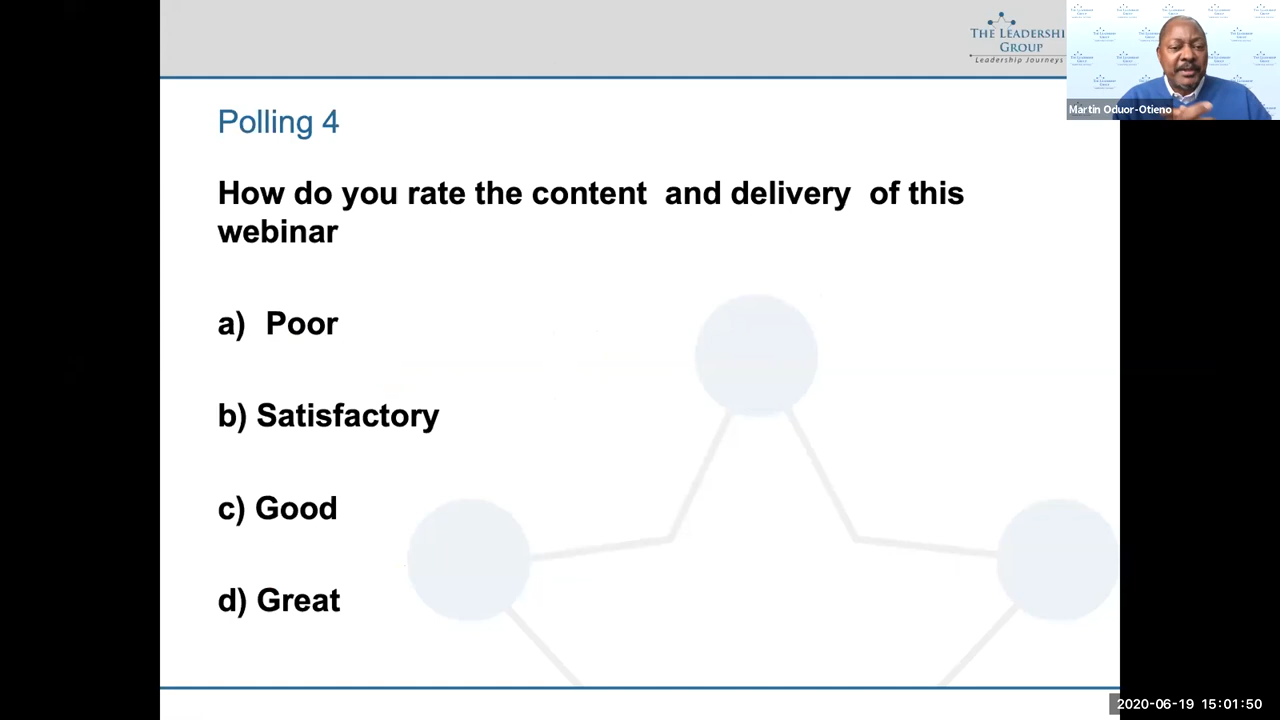 THE LEADERSHI
GROUP
Leadership Journeys
Martin Oduor-Otieno
Polling 4
How do you rate the content  and delivery  of this
webinar
a)  Poor
b) Satisfactory
c) Good
d) Great
2020-06-19 15:01:50